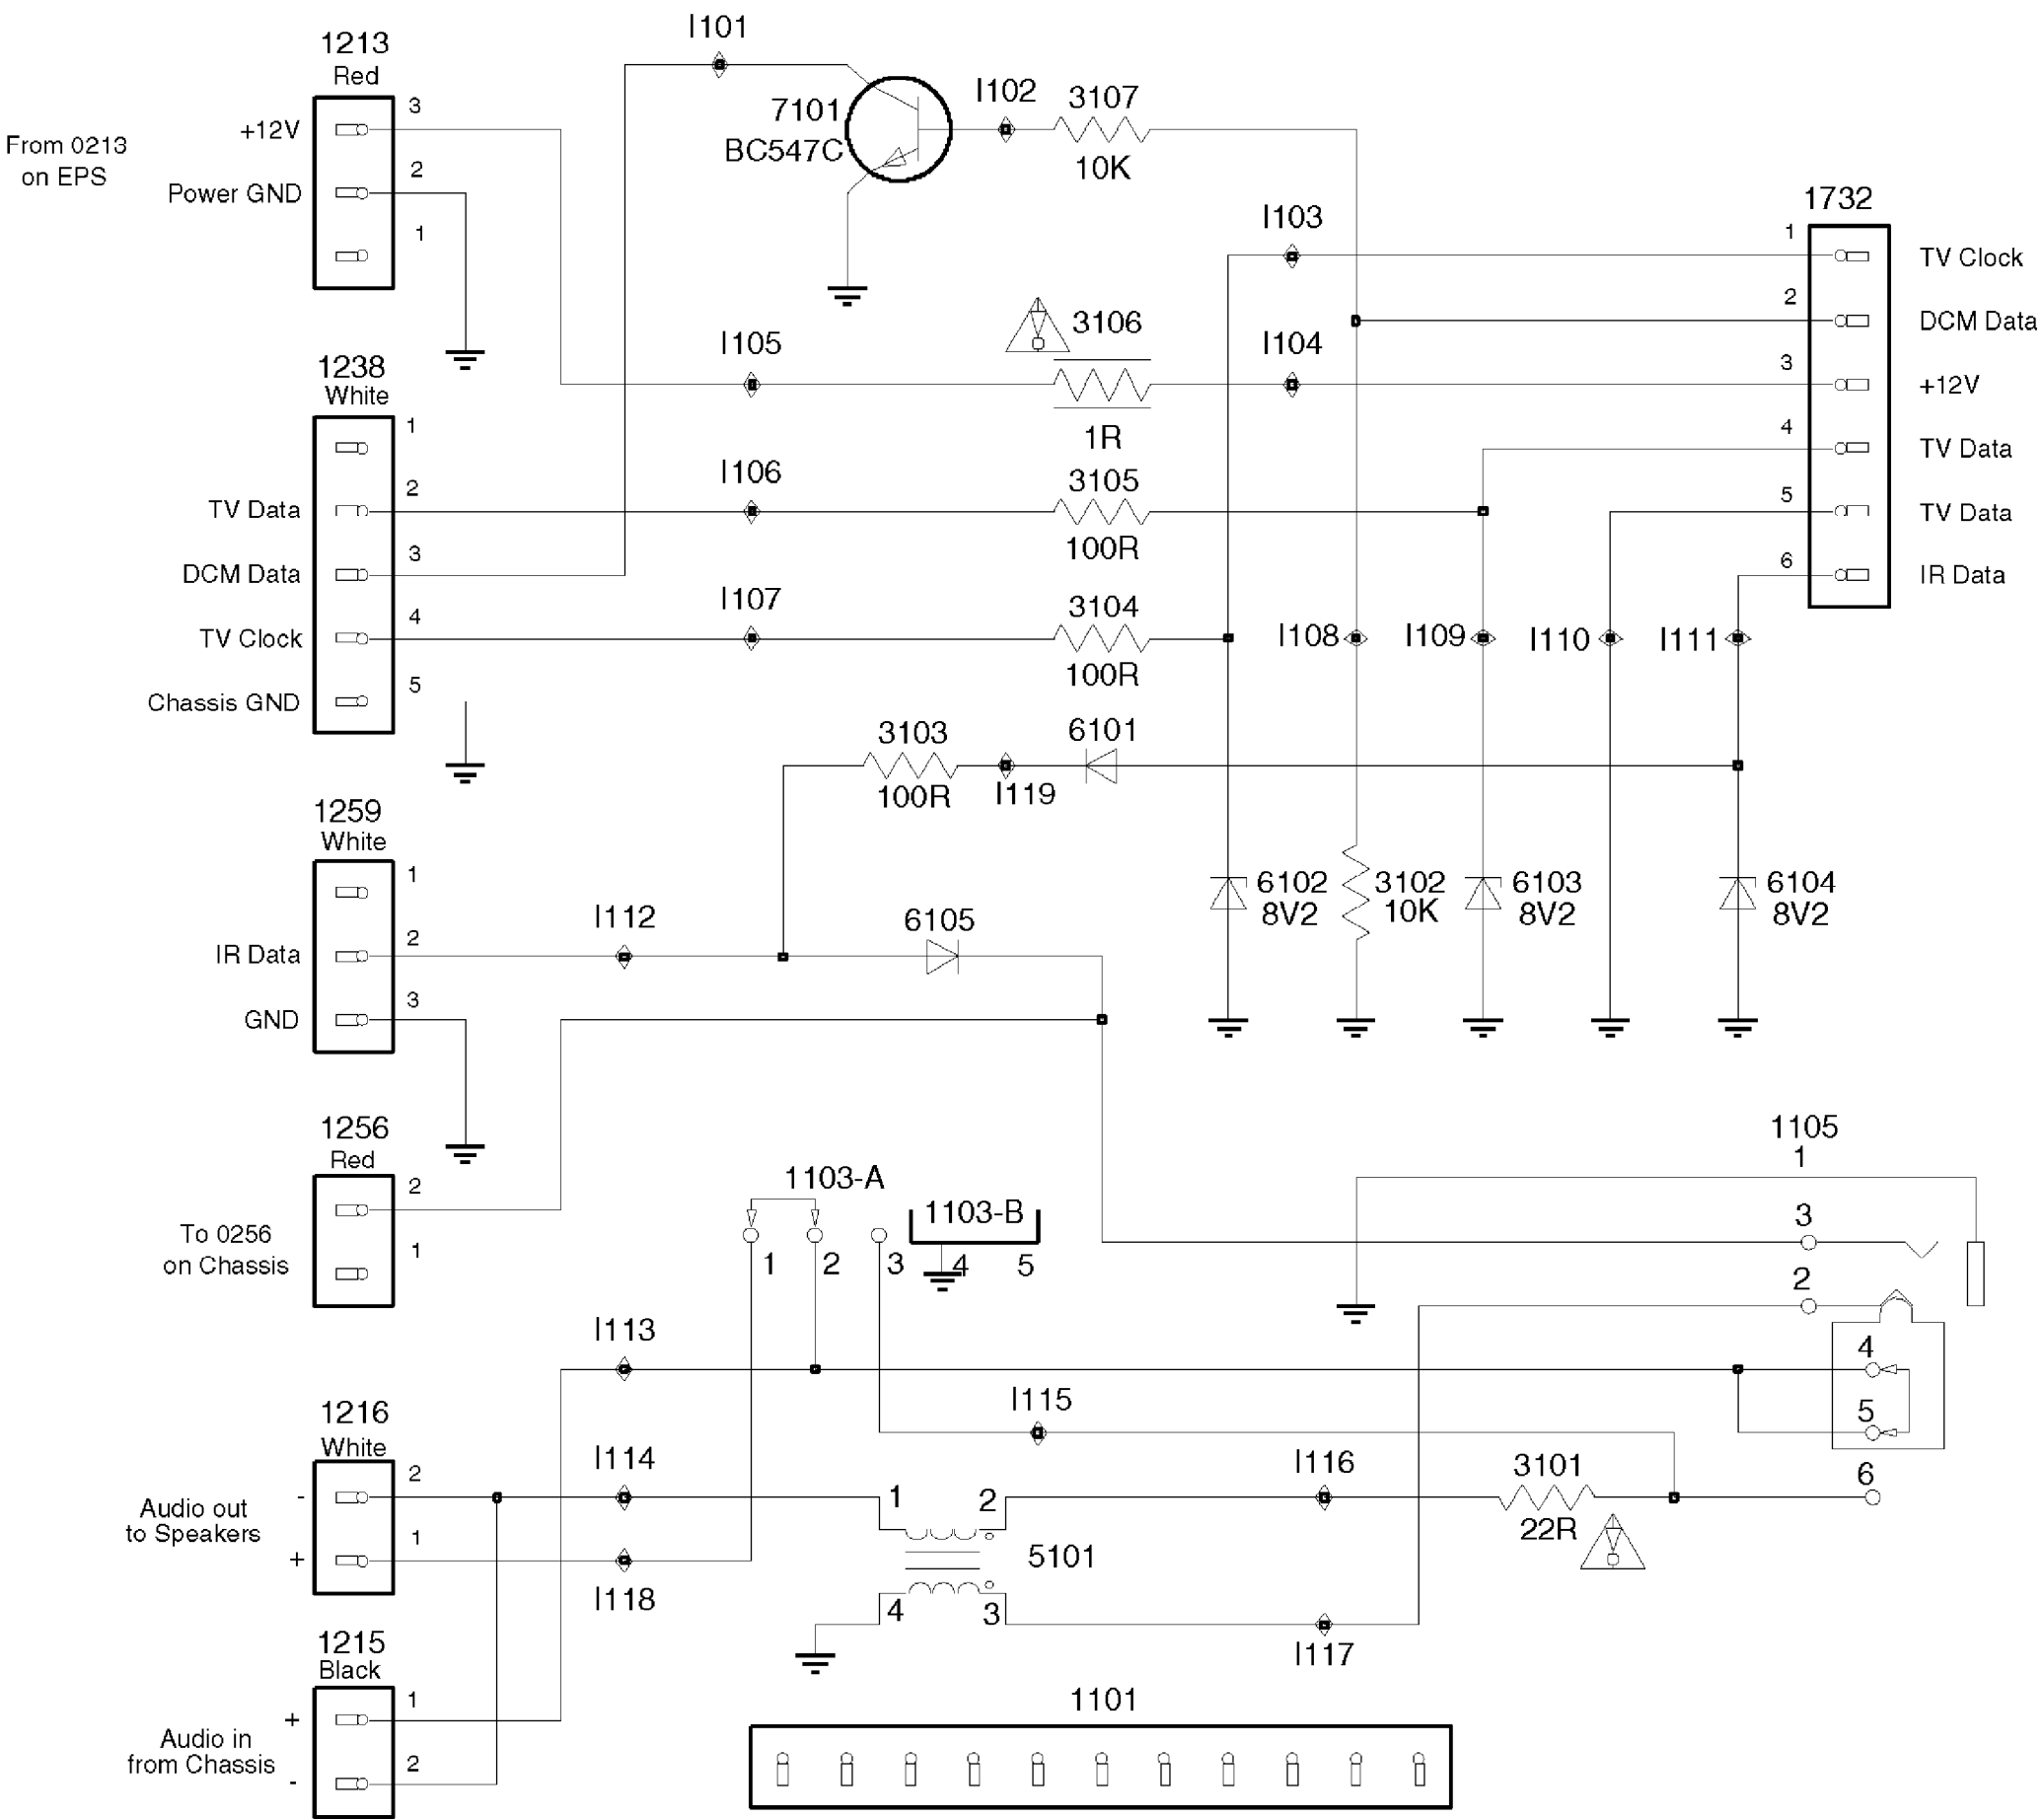 I101
1213
Red
3
+12V
From 0213
on EPS
2
Power GND
1
7101
BC547C
I102
3107
10K
1732
I103
1
TV Clock
2
DCM Data
3106
I105
I104
3
+12V
1R
1238
White
1
4
TV Data
I106
3105
2
TV Data
100R
5
TV Data
3
DCM Data
6
IR Data
I107
3104
4
TV Clock
100R
I108
I109
I110
I111
5
Chassis GND
3103
6101
100R
I119
1259
White
1
6102
8V2
3102
10K
6103
8V2
6104
8V2
I112
6105
2
IR Data
3
GND
1256
Red
2
To 0256
on Chassis
1
1103-A
1103-B
1
2
3
4
5
1105
1
3
2
4
5
6
I113
I115
1216
White
2
-
Audio out
to Speakers
1
+
I114
1
2
I116
3101
22R
5101
I118
4
3
I117
1215
Black
1
+
Audio in
from Chassis
2
-
1101